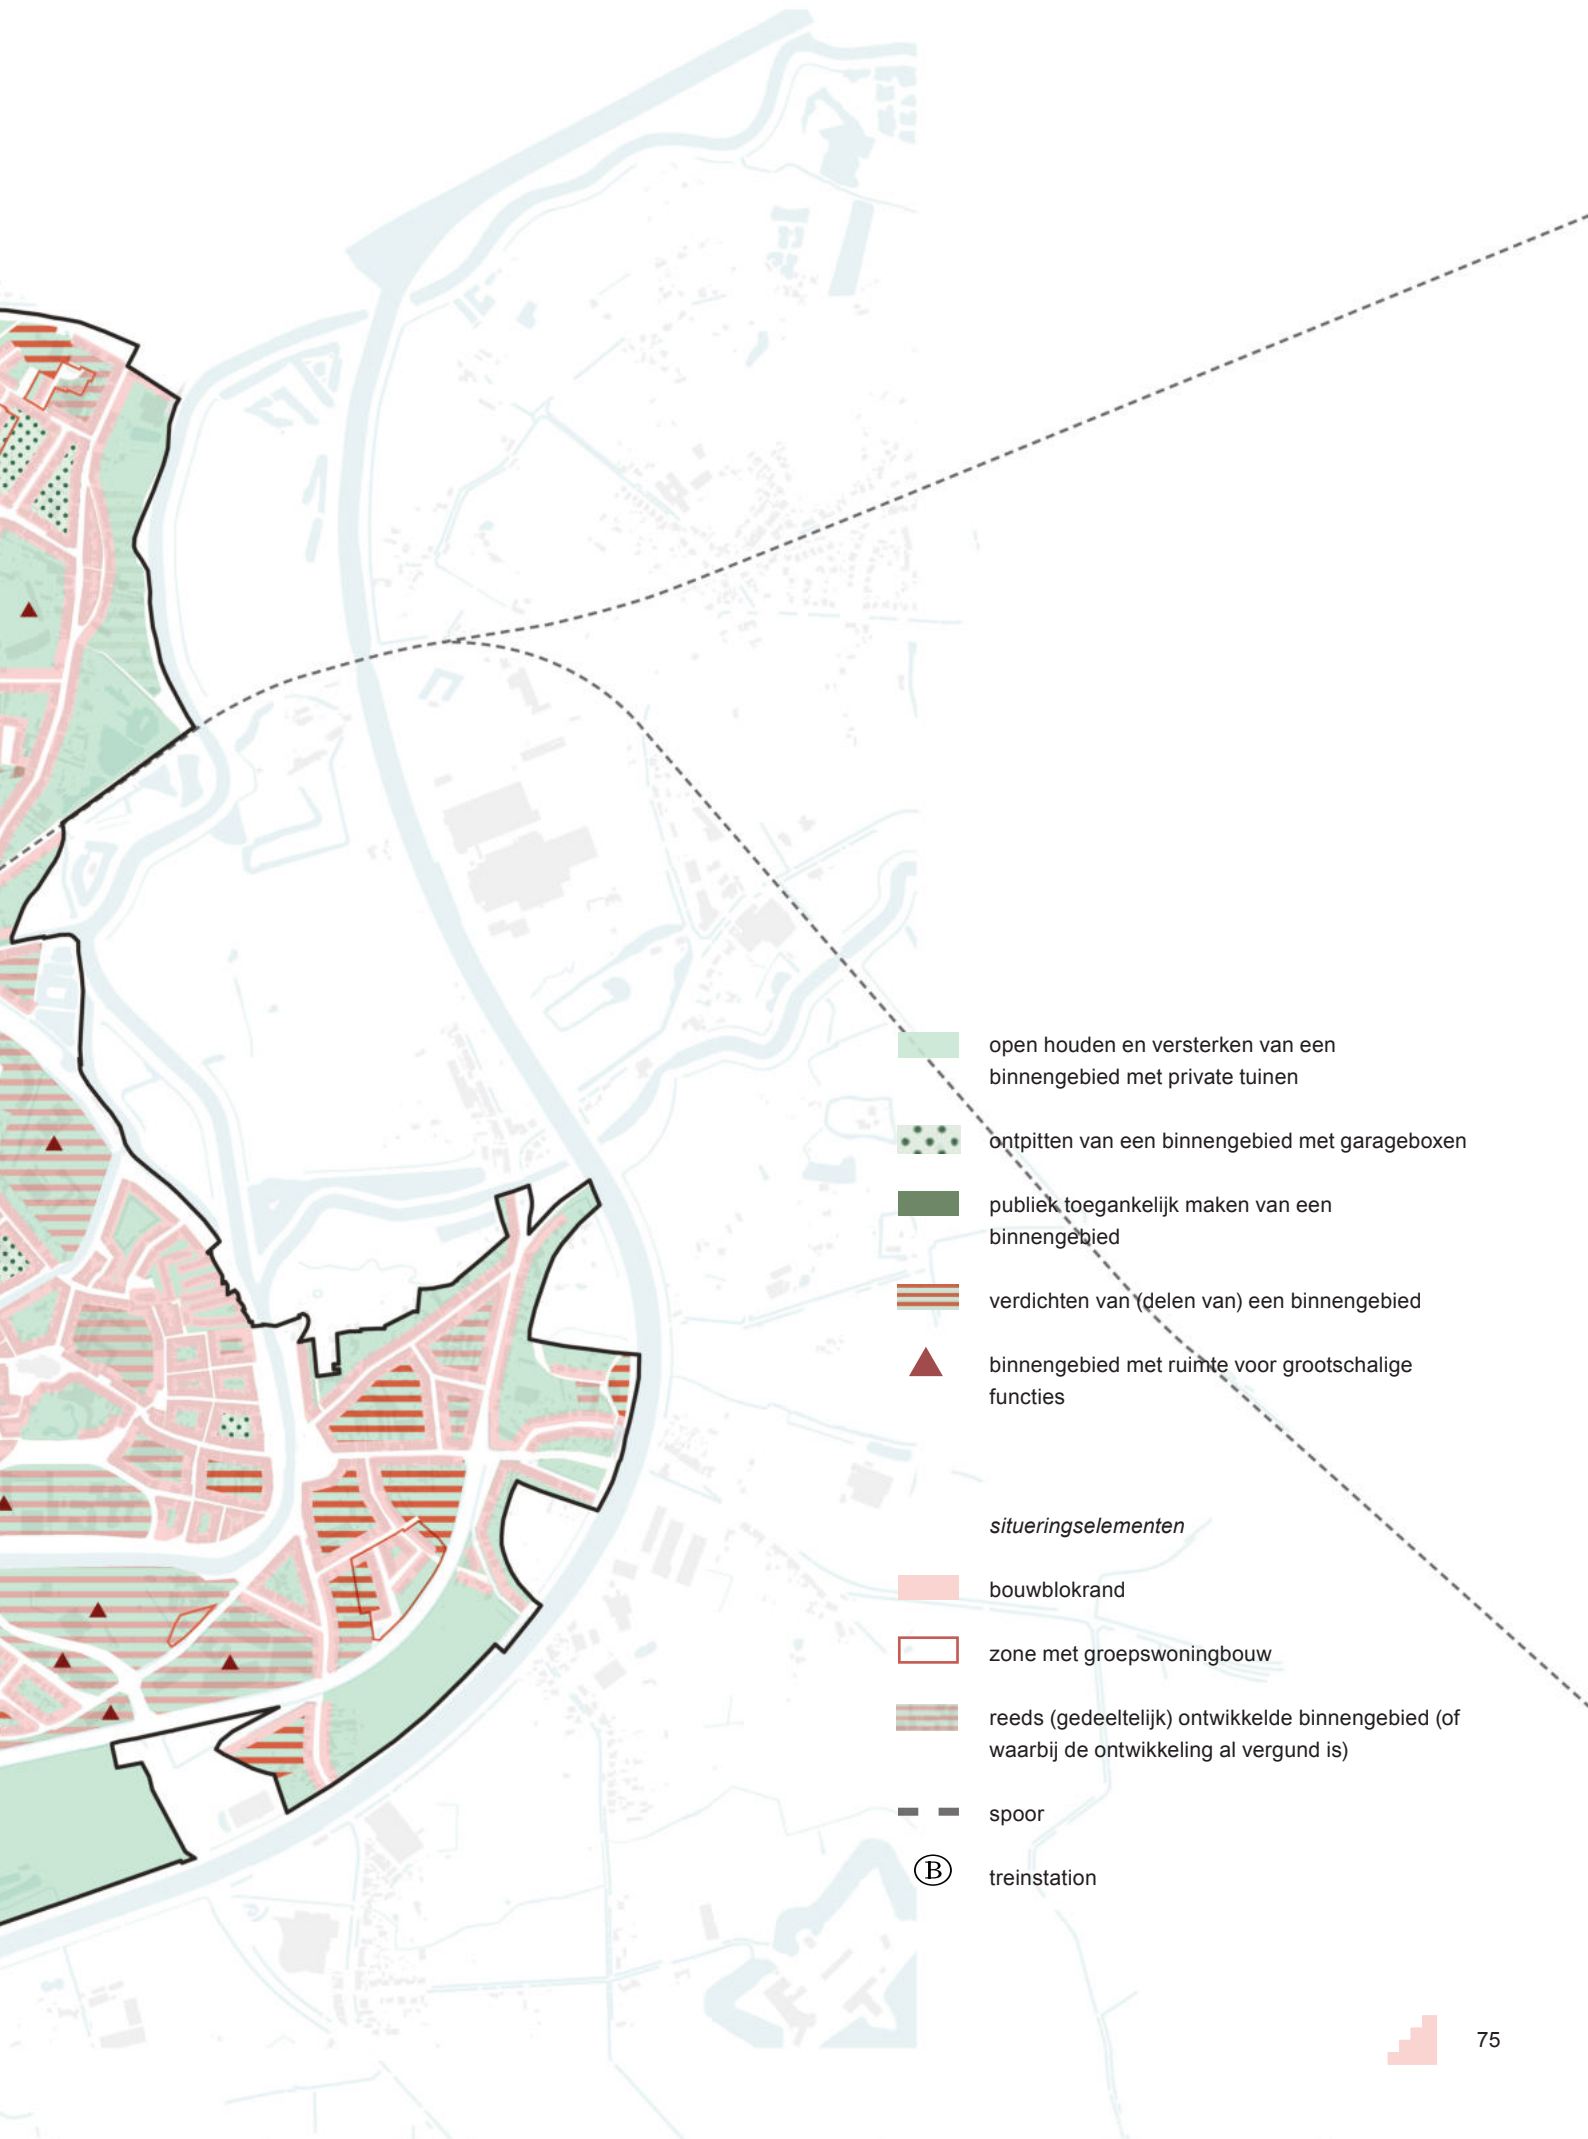 open houden en versterken van een
binnengebied met private tuinen
ontpitten van een binnengebied met garageboxen
publiek toegankelijk maken van een
binnengebied
verdichten van (delen van) een binnengebied
binnengebied met ruimte voor grootschalige
functies
situeringselementen
bouwblokrand
zone met groepswoningbouw
reeds (gedeeltelijk) ontwikkelde binnengebied (of
waarbij de ontwikkeling al vergund is)
spoor
B treinstation
75